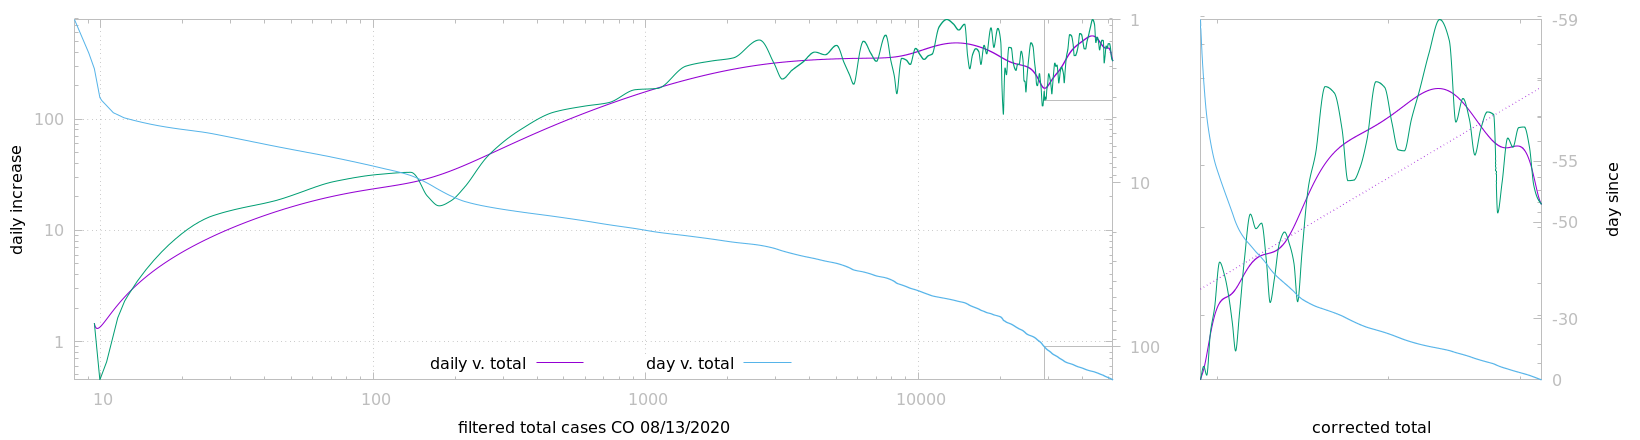 daily increase
100
10
1
10
100
1000
10000
1
10
100
daily v. total
day v. total
filtered total cases CO 08/13/2020
-59
-55
-50
-30
0
day since
corrected total